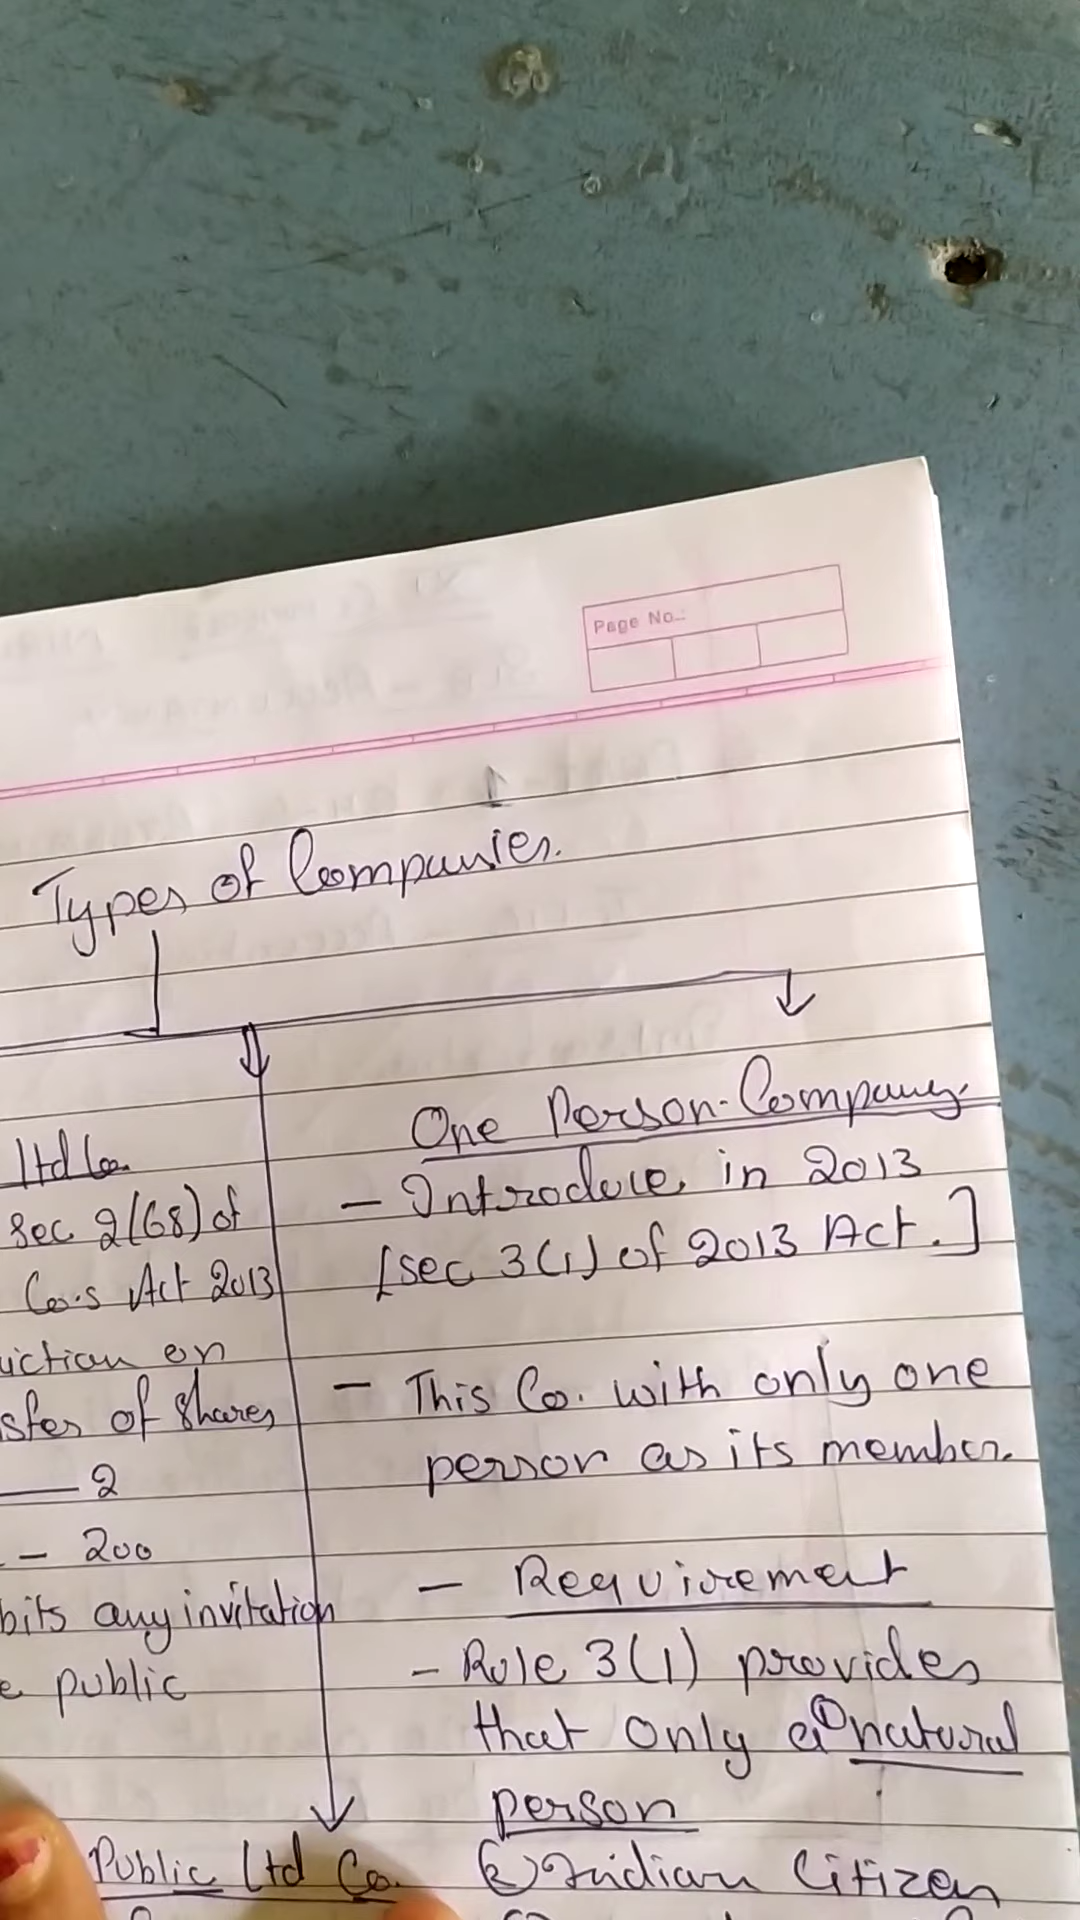 Page No.:
Types of Companies.
ltd Co.
Sec 2(68) of
Co.s Act 2013
uiction on
sfer of shares
2
- 200
bits any invitation
e public
Public Ltd Co.
One Person-Company.
- Introduce, in 2013
[sec 3(1) of 2013 Act.]
- This Co. with only one
person as its member.
- Requirement
- Rule 3(1) provides
that only a ① natural
person
② Indian Citizen